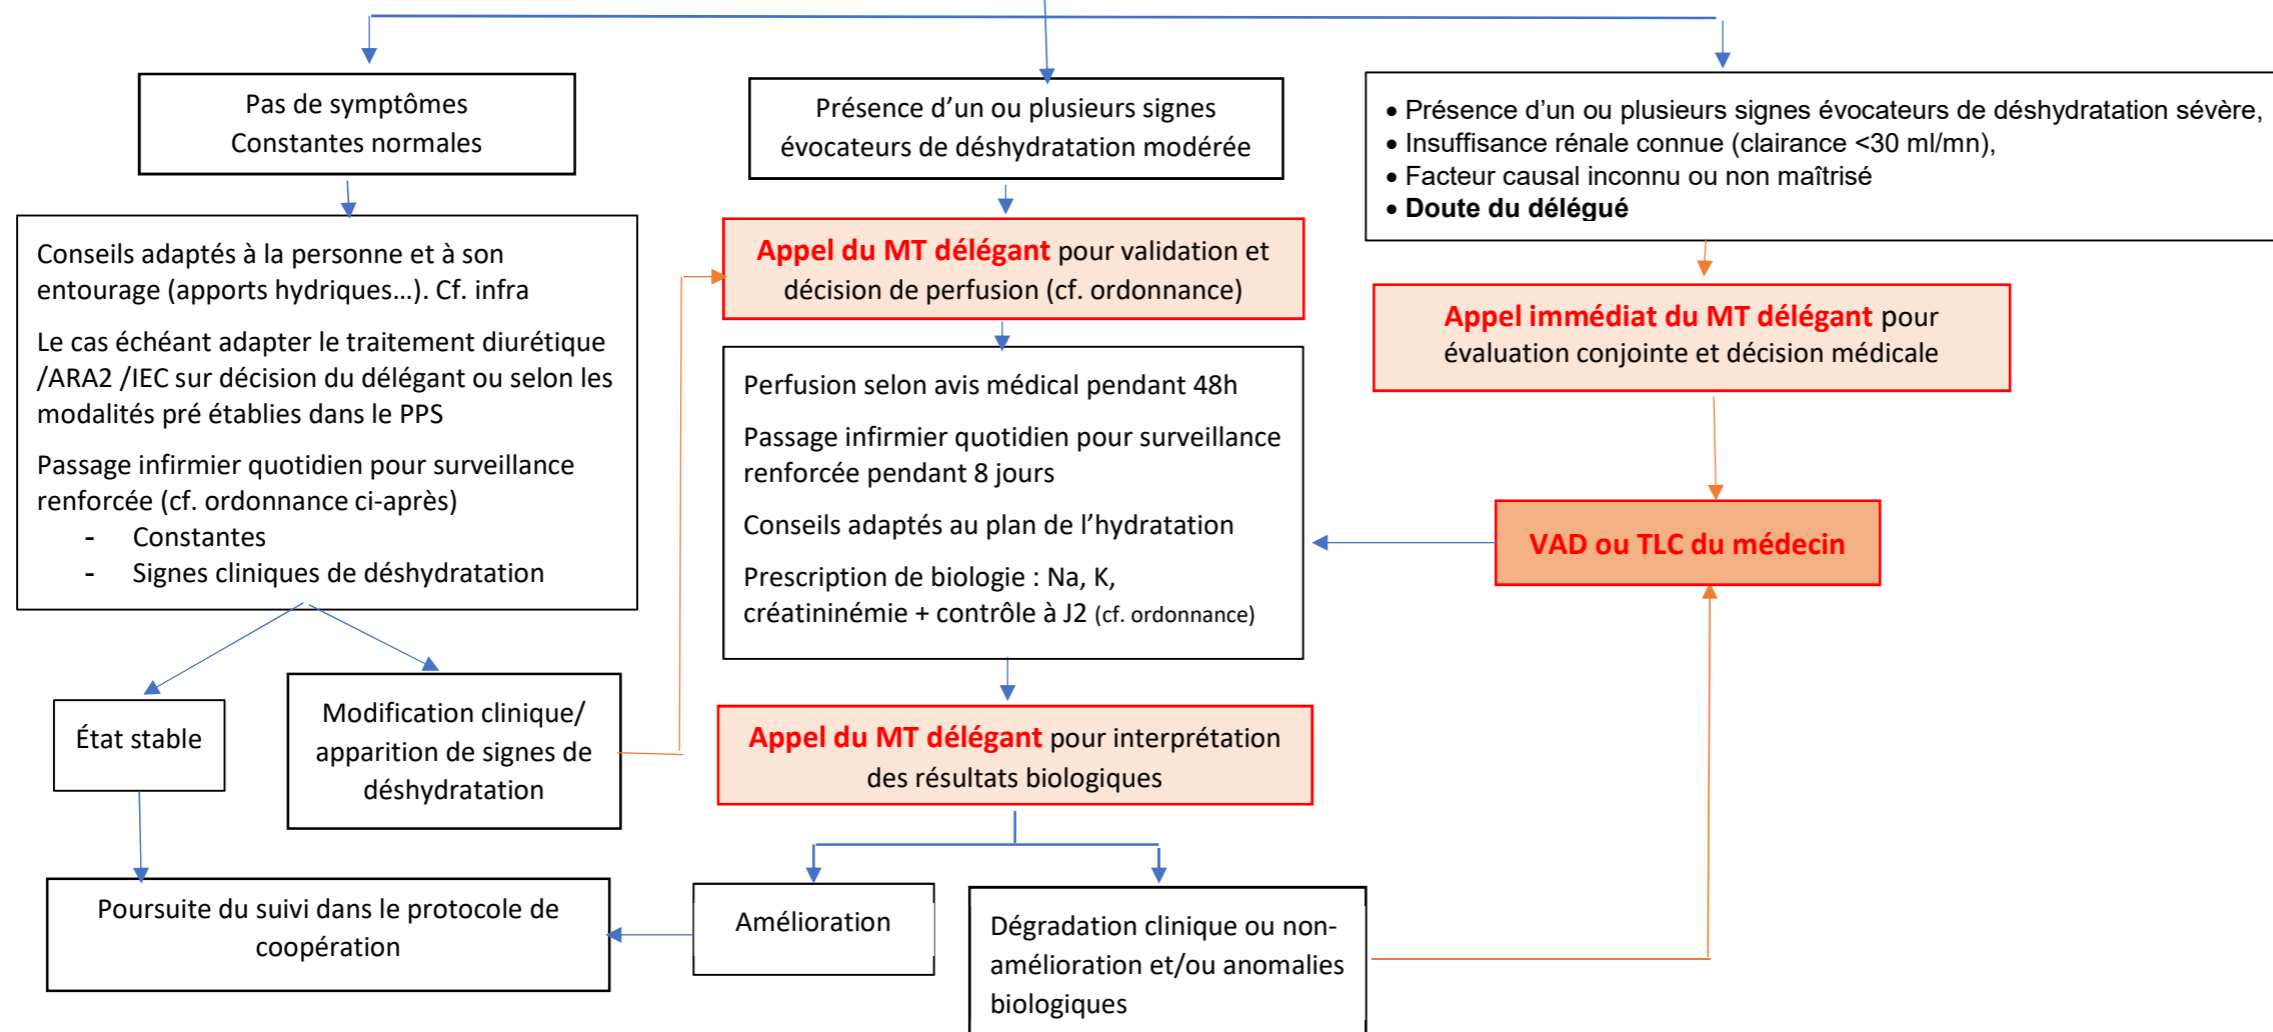 Pas de symptômes
Constantes normales
Présence d’un ou plusieurs signes
évocateurs de déshydratation modérée
• Présence d’un ou plusieurs signes évocateurs de déshydratation sévère,
• Insuffisance rénale connue (clairance <30 ml/mn),
• Facteur causal inconnu ou non maîtrisé
• Doute du délégué
Conseils adaptés à la personne et à son
entourage (apports hydriques…). Cf. infra
Le cas échéant adapter le traitement diurétique
/ARA2 /IEC sur décision du délégant ou selon les
modalités pré établies dans le PPS
Passage infirmier quotidien pour surveillance
renforcée (cf. ordonnance ci-après)
- Constantes
- Signes cliniques de déshydratation
Appel du MT délégant pour validation et
décision de perfusion (cf. ordonnance)
Appel immédiat du MT délégant pour
évaluation conjointe et décision médicale
Perfusion selon avis médical pendant 48h
Passage infirmier quotidien pour surveillance
renforcée pendant 8 jours
Conseils adaptés au plan de l’hydratation
Prescription de biologie : Na, K,
créatininémie + contrôle à J2 (cf. ordonnance)
VAD ou TLC du médecin
État stable
Modification clinique/
apparition de signes de
déshydratation
Appel du MT délégant pour interprétation
des résultats biologiques
Poursuite du suivi dans le protocole de
coopération
Amélioration
Dégradation clinique ou non-
amélioration et/ou anomalies
biologiques